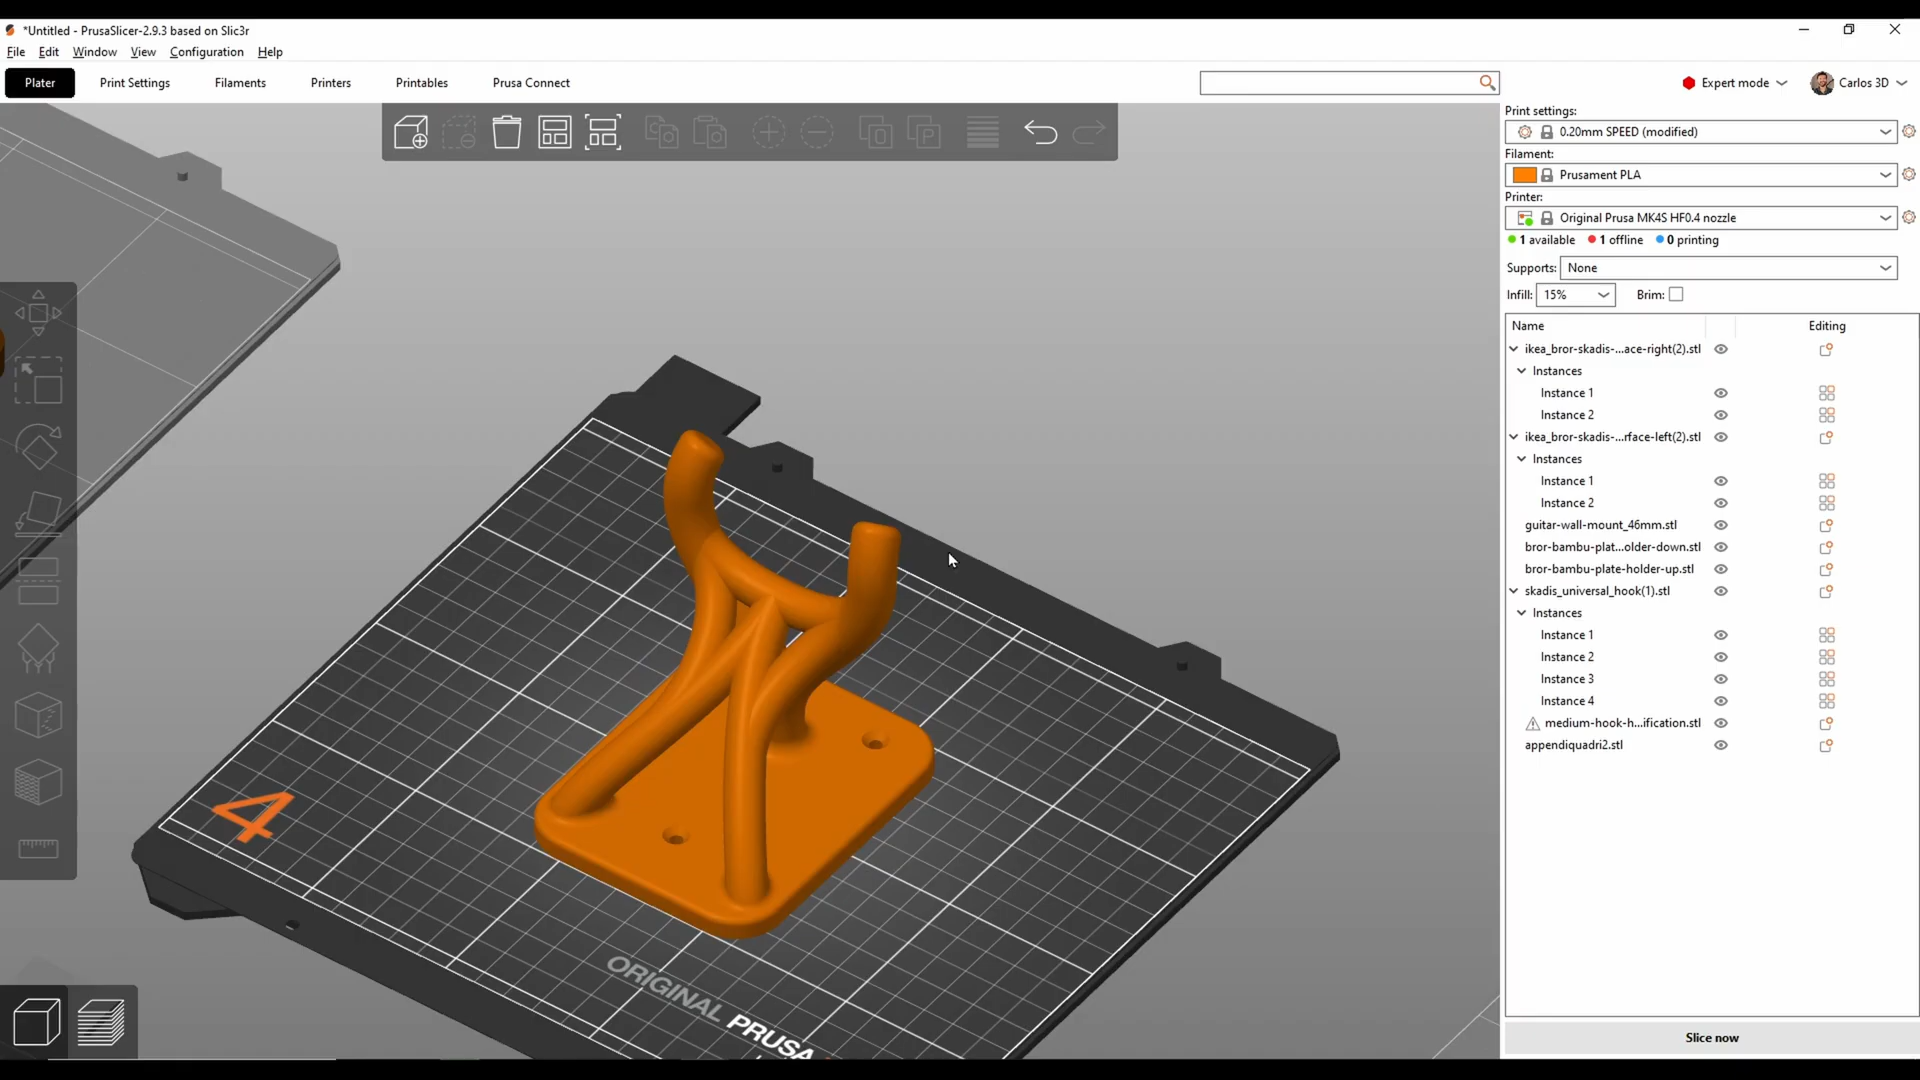 *Untitled - PrusaSlicer-2.9.3 based on Slic3r
File Edit Window View Configuration Help
Plater Print Settings Filaments Printers Printables Prusa Connect
Expert mode Carlos 3D
Print settings:
0.20mm SPEED (modified)
Filament:
Prusament PLA
Printer:
Original Prusa MK4S HF0.4 nozzle
1 available 1 offline 0 printing
Supports: None
Infill: 15% Brim:
Name Editing
ikea_bror-skadis-...ace-right(2).stl
Instances
Instance 1
Instance 2
ikea_bror-skadis-...rface-left(2).stl
Instances
Instance 1
Instance 2
guitar-wall-mount_46mm.stl
bror-bambu-plat...older-down.stl
bror-bambu-plate-holder-up.stl
skadis_universal_hook(1).stl
Instances
Instance 1
Instance 2
Instance 3
Instance 4
medium-hook-h...ification.stl
appendiquadri2.stl
4
ORIGINAL PRUSA
Slice now